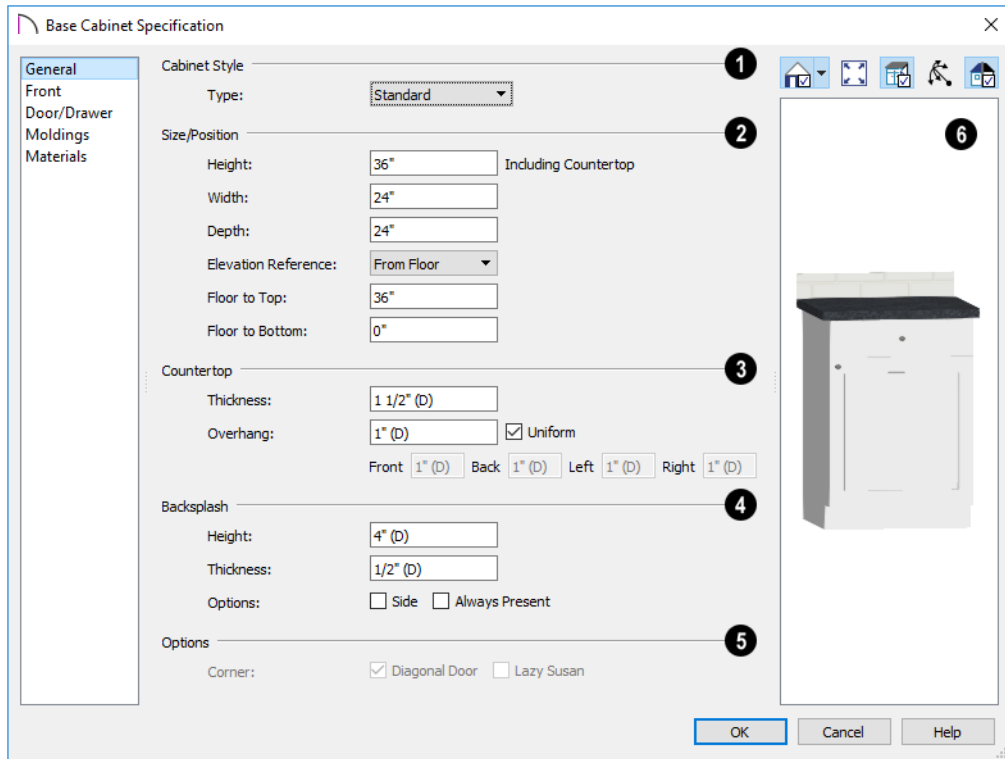 Base Cabinet Specification
General
Front
Door/Drawer
Moldings
Materials
Cabinet Style 1
Type: Standard
Size/Position 2
Height: 36" Including Countertop
Width: 24"
Depth: 24"
Elevation Reference: From Floor
Floor to Top: 36"
Floor to Bottom: 0"
Countertop 3
Thickness: 1 1/2" (D)
Overhang: 1" (D) Uniform
Front 1" (D) Back 1" (D) Left 1" (D) Right 1" (D)
Backsplash 4
Height: 4" (D)
Thickness: 1/2" (D)
Options: Side Always Present
Options 5
Corner: Diagonal Door Lazy Susan
6
OK Cancel Help